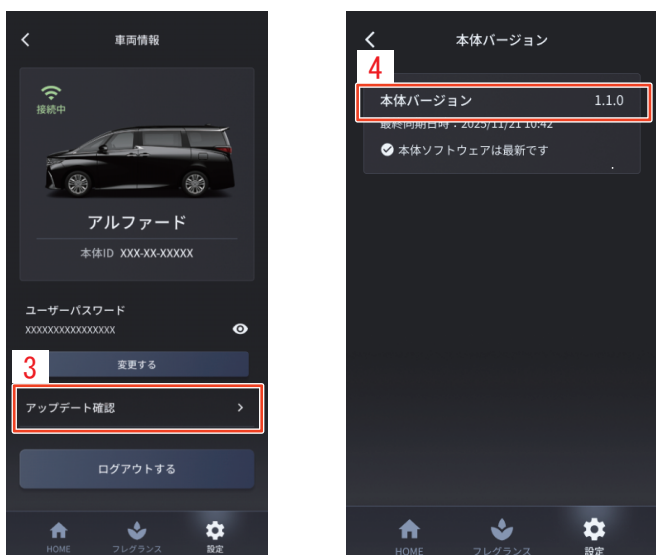 車両情報
接続中
アルファード
本体ID XXX-XX-XXXXX
ユーザーパスワード
XXXXXXXXXXXXXXXX
変更する
3
アップデート確認
ログアウトする
HOME フレグランス 設定
本体バージョン
4
本体バージョン 1.1.0
最終同期日時：2025/11/21 10:42
本体ソフトウェアは最新です
HOME フレグランス 設定